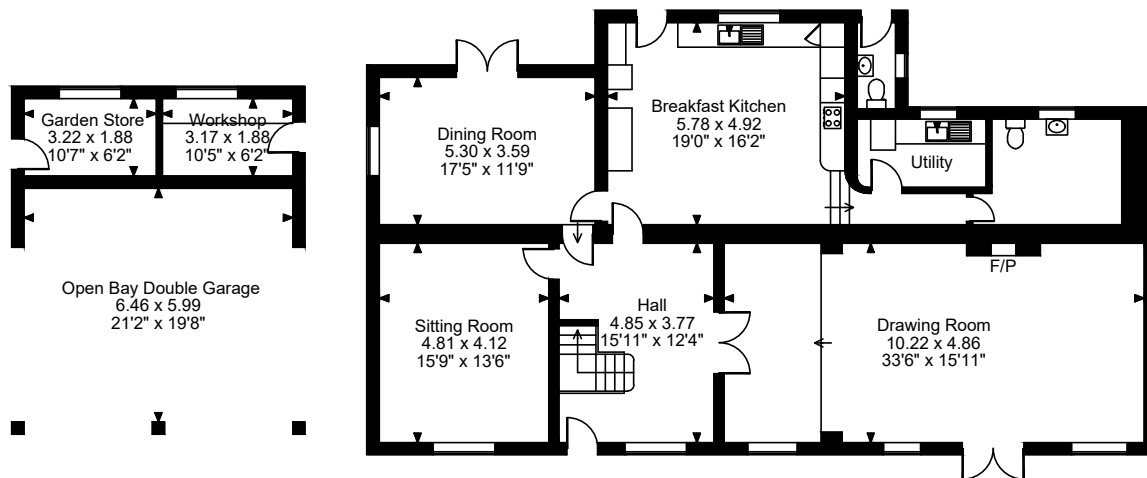 Garden Store
3.22 x 1.88
10'7" x 6'2"
Workshop
3.17 x 1.88
10'5" x 6'2"
Open Bay Double Garage
6.46 x 5.99
21'2" x 19'8"
Dining Room
5.30 x 3.59
17'5" x 11'9"
Breakfast Kitchen
5.78 x 4.92
19'0" x 16'2"
Utility
Sitting Room
4.81 x 4.12
15'9" x 13'6"
Hall
4.85 x 3.77
15'11" x 12'4"
F/P
Drawing Room
10.22 x 4.86
33'6" x 15'11"